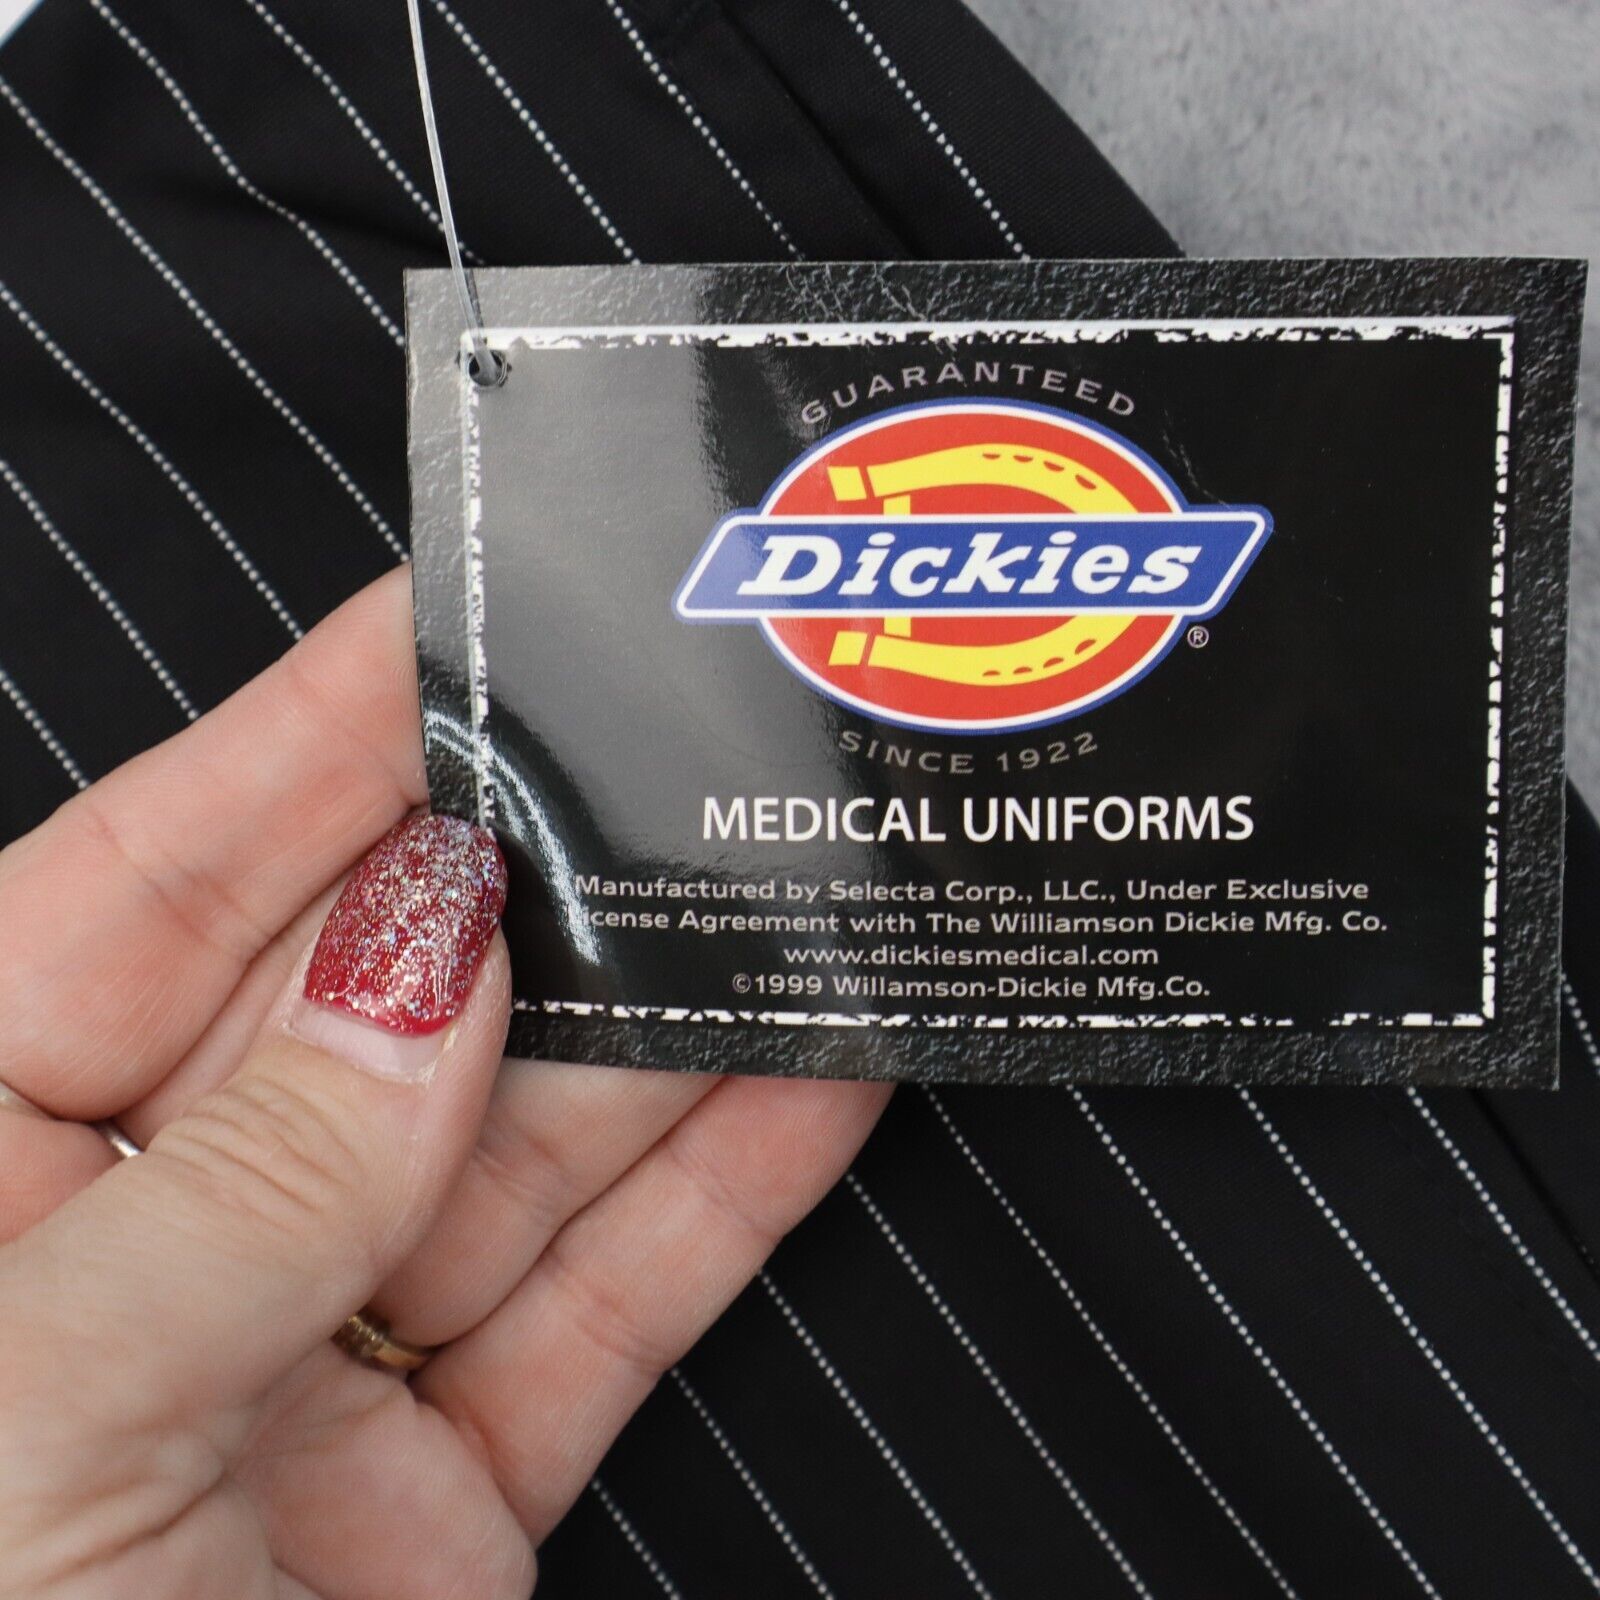 GUARANTEED
Dickies
®
SINCE 1922
MEDICAL UNIFORMS
Manufactured by Selecta Corp., LLC., Under Exclusive
License Agreement with The Williamson Dickie Mfg. Co.
www.dickiesmedical.com
©1999 Willamson-Dickie Mfg.Co.